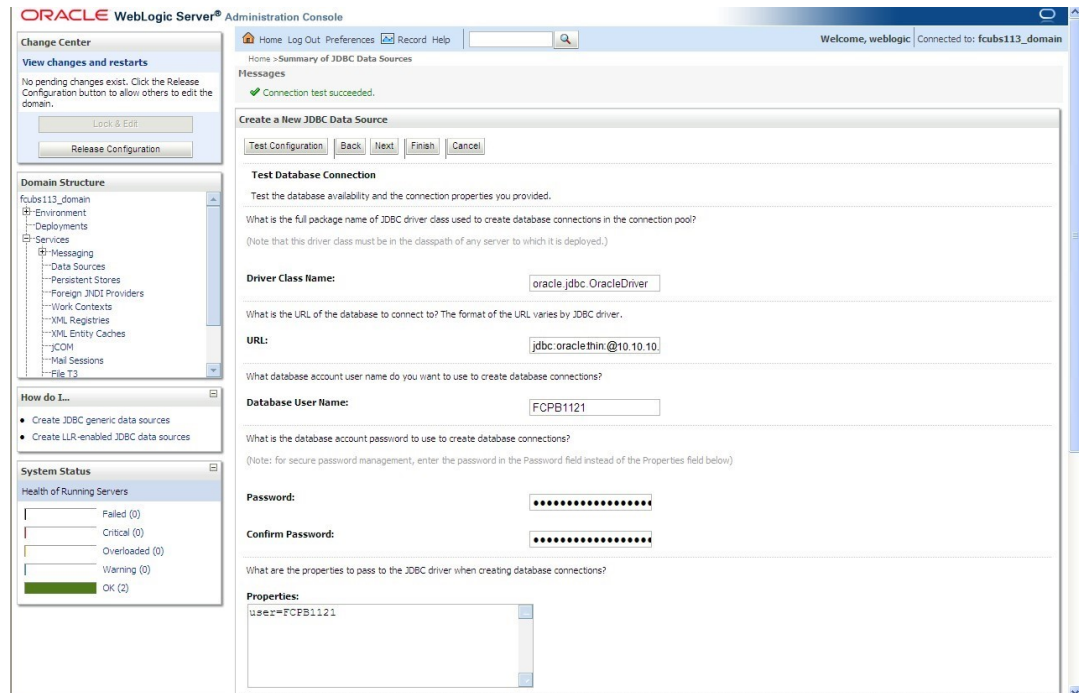 ORACLE WebLogic Server® Administration Console
Change Center
View changes and restarts
No pending changes exist. Click the Release
Configuration button to allow others to edit the
domain.
Lock & Edit
Release Configuration
Domain Structure
fcubs113_domain
Environment
Deployments
Services
Messaging
Data Sources
Persistent Stores
Foreign JNDI Providers
Work Contexts
XML Registries
XML Entity Caches
jCOM
Mail Sessions
File T3
How do I...
Create JDBC generic data sources
Create LLR-enabled JDBC data sources
System Status
Health of Running Servers
Failed (0)
Critical (0)
Overloaded (0)
Warning (0)
OK (2)
Home Log Out Preferences Record Help
Welcome, weblogic Connected to: fcubs113_domain
Home >Summary of JDBC Data Sources
Messages
Connection test succeeded.
Create a New JDBC Data Source
Test Configuration Back Next Finish Cancel
Test Database Connection
Test the database availability and the connection properties you provided.
What is the full package name of JDBC driver class used to create database connections in the connection pool?
(Note that this driver class must be in the classpath of any server to which it is deployed.)
Driver Class Name: oracle.jdbc.OracleDriver
What is the URL of the database to connect to? The format of the URL varies by JDBC driver.
URL: jdbc:oracle:thin:@10.10.10.
What database account user name do you want to use to create database connections?
Database User Name: FCPB1121
What is the database account password to use to create database connections?
(Note: for secure password management, enter the password in the Password field instead of the Properties field below)
Password:
Confirm Password:
What are the properties to pass to the JDBC driver when creating database connections?
Properties:
user=FCPB1121